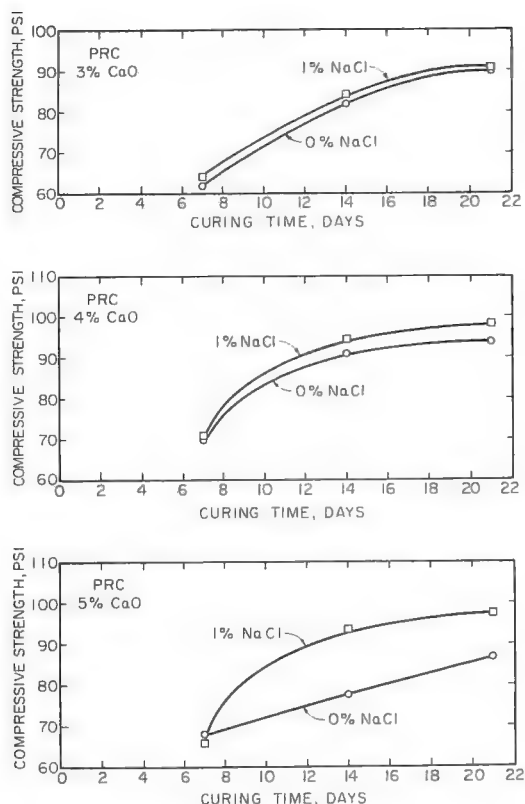 COMPRESSIVE STRENGTH, PSI
100
90
80
70
60
PRC
3% CaO
1% NaCl
0% NaCl
0 2 4 6 8 10 12 14 16 18 20 22
CURING TIME, DAYS
COMPRESSIVE STRENGTH, PSI
110
100
90
80
70
60
PRC
4% CaO
1% NaCl
0% NaCl
0 2 4 6 8 10 12 14 16 18 20 22
CURING TIME, DAYS
COMPRESSIVE STRENGTH, PSI
110
100
90
80
70
60
PRC
5% CaO
1% NaCl
0% NaCl
0 2 4 6 8 10 12 14 16 18 20 22
CURING TIME, DAYS